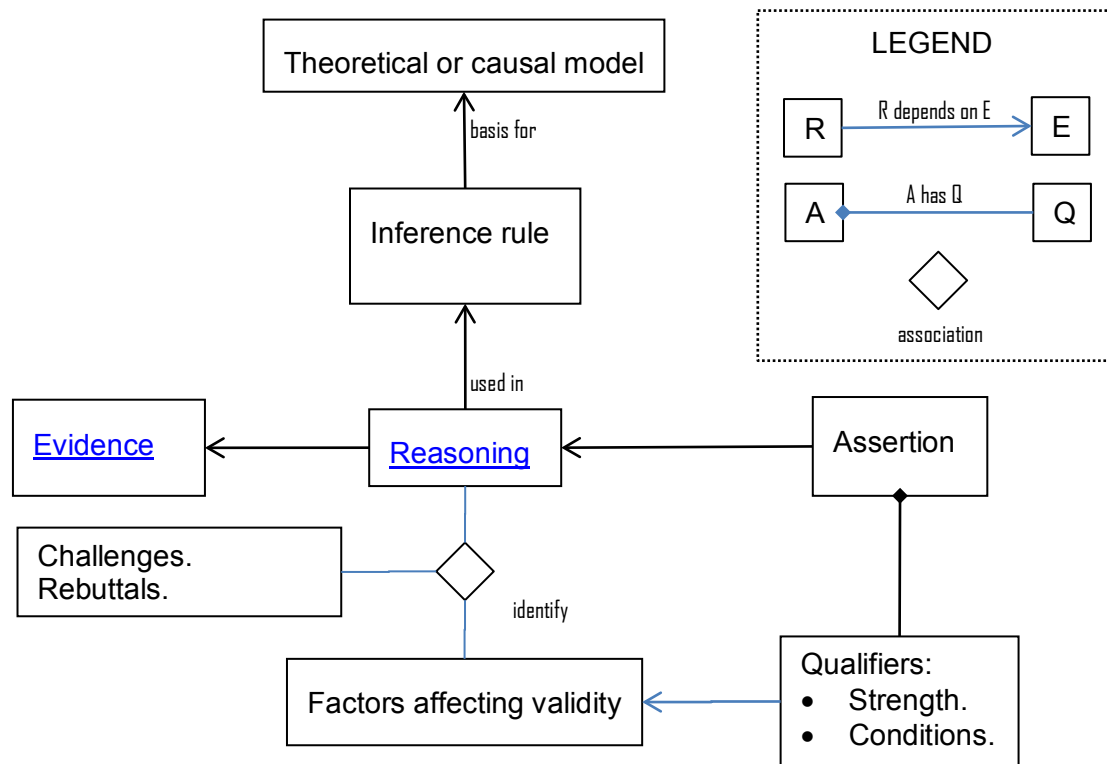 Theoretical or causal model
basis for
Inference rule
used in
Evidence
Reasoning
Assertion
Challenges.
Rebuttals.
identify
Factors affecting validity
Qualifiers:
• Strength.
• Conditions.
LEGEND
R
R depends on E
E
A
A has Q
Q
association